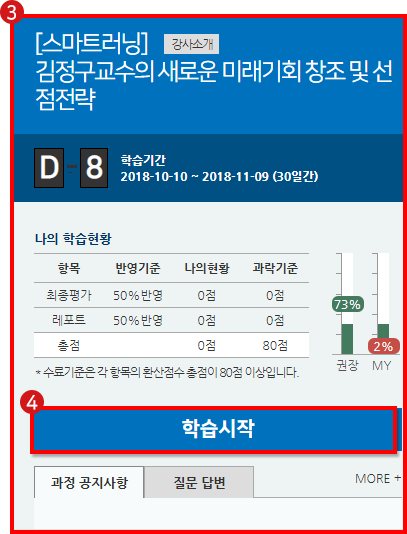 3
[스마트러닝] 강사소개
김정구교수의 새로운 미래기회 창조 및 선
점전략
D - 8
학습기간
2018-10-10 ~ 2018-11-09 (30일간)
나의 학습현황
항목 반영기준 나의현황 과락기준
최종평가 50%반영 0점 0점
레포트 50%반영 0점 0점
총점 0점 80점
73%
2%
권장 MY
* 수료기준은 각 항목의 환산점수 총점이 80점 이상입니다.
4
학습시작
과정 공지사항 질문 답변 MORE +